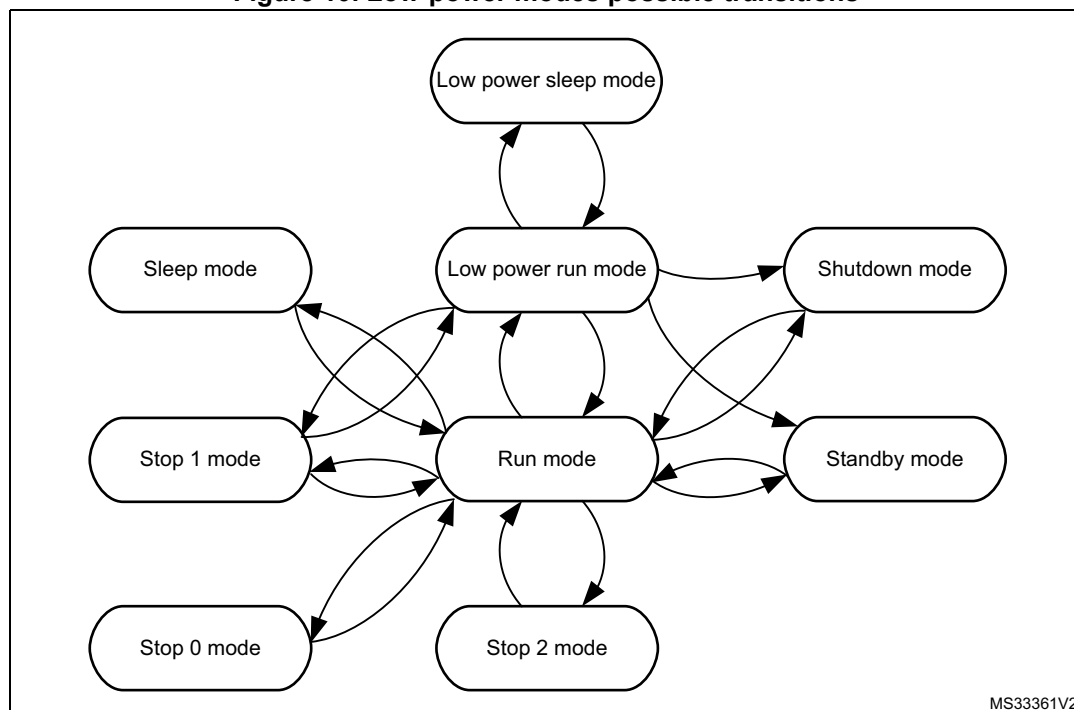 Figure 10. Low-power modes possible transitions
Low power sleep mode
Sleep mode
Low power run mode
Shutdown mode
Stop 1 mode
Run mode
Standby mode
Stop 0 mode
Stop 2 mode
MS33361V2